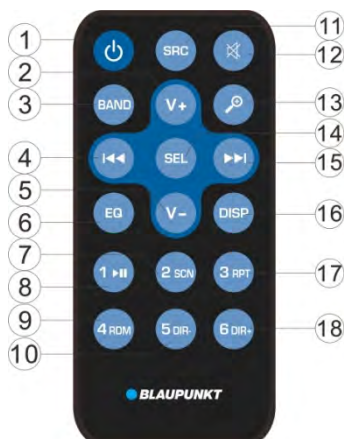 11
1
SRC
12
2
BAND
V+
13
3
14
4
SEL
15
5
6
EQ
V-
DISP
16
7
1
2 SCN
3 RPT
17
8
9
4 RDM
5 DIR-
6 DIR+
18
10
BLAUPUNKT